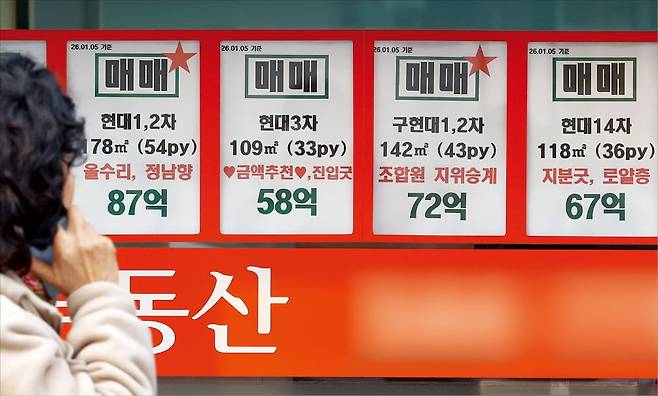 26.01.05 기준
매매
현대1,2차
178㎡ (54py)
올수리, 정남향
87억
26.01.05 기준
매매
현대3차
109㎡ (33py)
♥금액추천♥,진입굿
58억
26.01.05 기준
매매
구현대1,2차
142㎡ (43py)
조합원 지위승계
72억
26.01.05 기준
매매
현대14차
118㎡ (36py)
지분굿, 로얄층
67억
동산